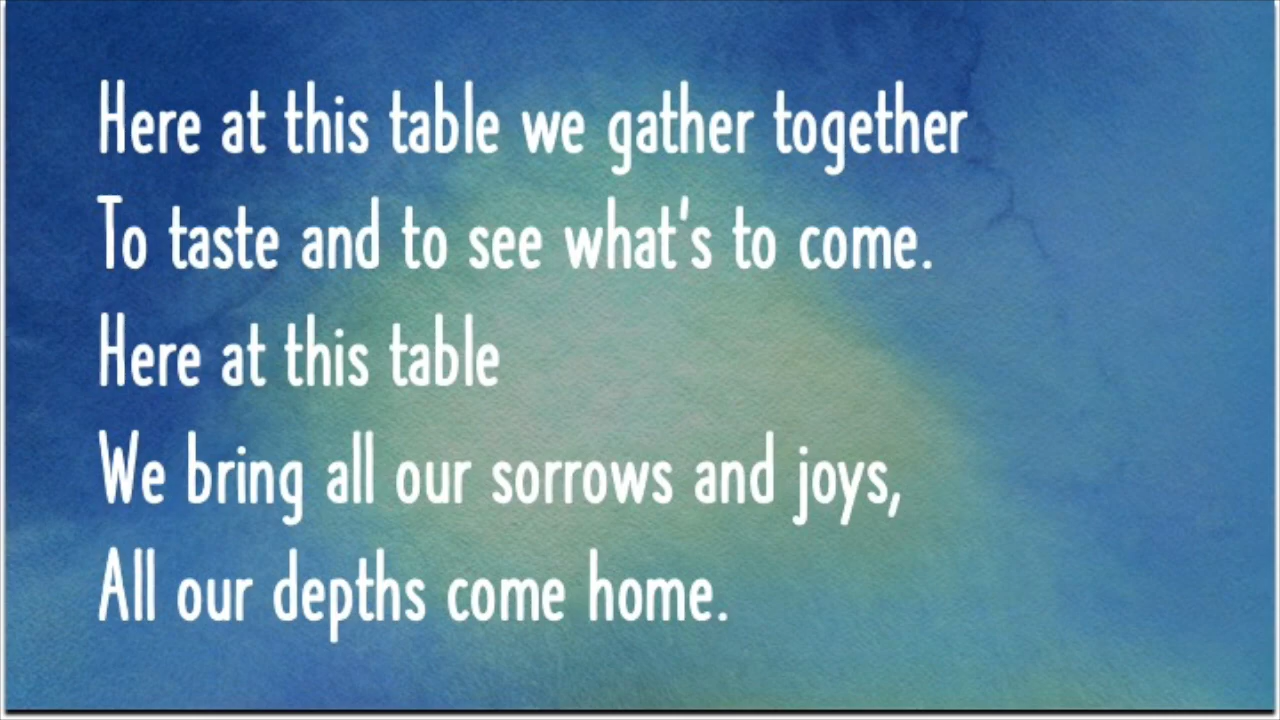 Here at this table we gather together
To taste and to see what's to come.
Here at this table
We bring all our sorrows and joys,
All our depths come home.